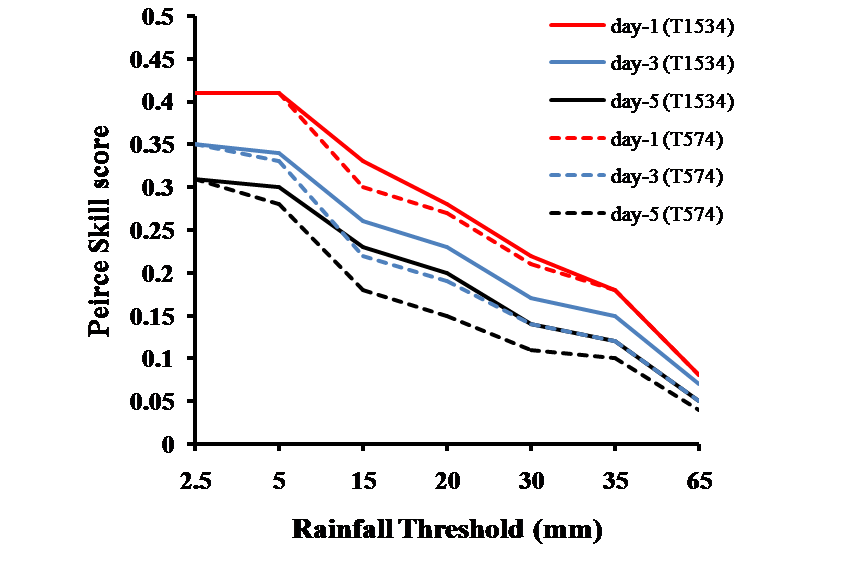 0.5
0.45
0.4
0.35
0.3
0.25
0.2
0.15
0.1
0.05
0
Peirce Skill score
2.5 5 15 20 30 35 65
Rainfall Threshold (mm)
day-1 (T1534)
day-3 (T1534)
day-5 (T1534)
day-1 (T574)
day-3 (T574)
day-5 (T574)